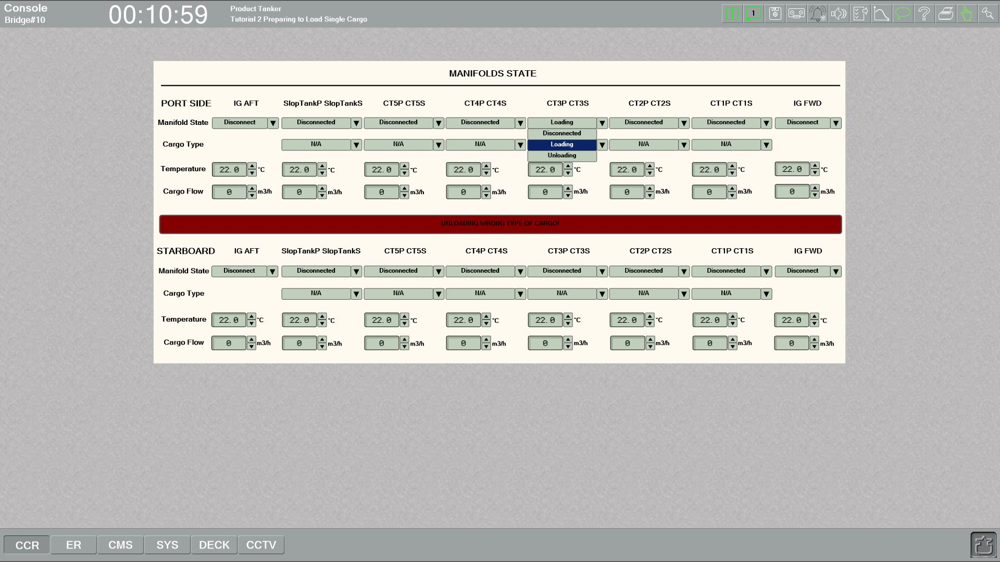 Console
Bridge#10
00:10:59
Product Tanker
Tutorial 2 Preparing to Load Single Cargo
1
MANIFOLDS STATE
PORT SIDE IG AFT SlopTankP SlopTankS CT5P CT5S CT4P CT4S CT3P CT3S CT2P CT2S CT1P CT1S IG FWD
Manifold State Disconnect Disconnected Disconnected Disconnected Loading Disconnected Disconnected Disconnect
Disconnected
Cargo Type N/A N/A N/A Loading N/A N/A
Unloading
Temperature 22.0 °C 22.0 °C 22.0 °C 22.0 °C 22.0 °C 22.0 °C 22.0 °C 22.0 °C
Cargo Flow 0 m3/h 0 m3/h 0 m3/h 0 m3/h 0 m3/h 0 m3/h 0 m3/h 0 m3/h
UNLOADING WRONG TYPE OF CARGO!
STARBOARD IG AFT SlopTankP SlopTankS CT5P CT5S CT4P CT4S CT3P CT3S CT2P CT2S CT1P CT1S IG FWD
Manifold State Disconnect Disconnected Disconnected Disconnected Disconnected Disconnected Disconnected Disconnect
Cargo Type N/A N/A N/A N/A N/A N/A
Temperature 22.0 °C 22.0 °C 22.0 °C 22.0 °C 22.0 °C 22.0 °C 22.0 °C 22.0 °C
Cargo Flow 0 m3/h 0 m3/h 0 m3/h 0 m3/h 0 m3/h 0 m3/h 0 m3/h 0 m3/h
CCR ER CMS SYS DECK CCTV